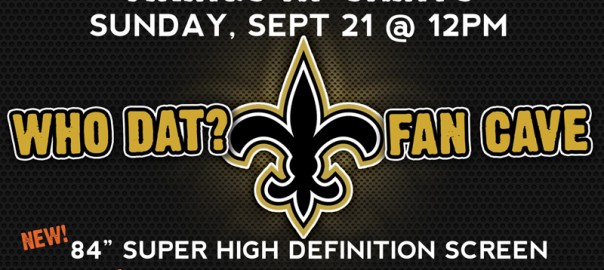 SUNDAY, SEPT 21 @ 12PM
WHO DAT? FAN CAVE
NEW! 84” SUPER HIGH DEFINITION SCREEN